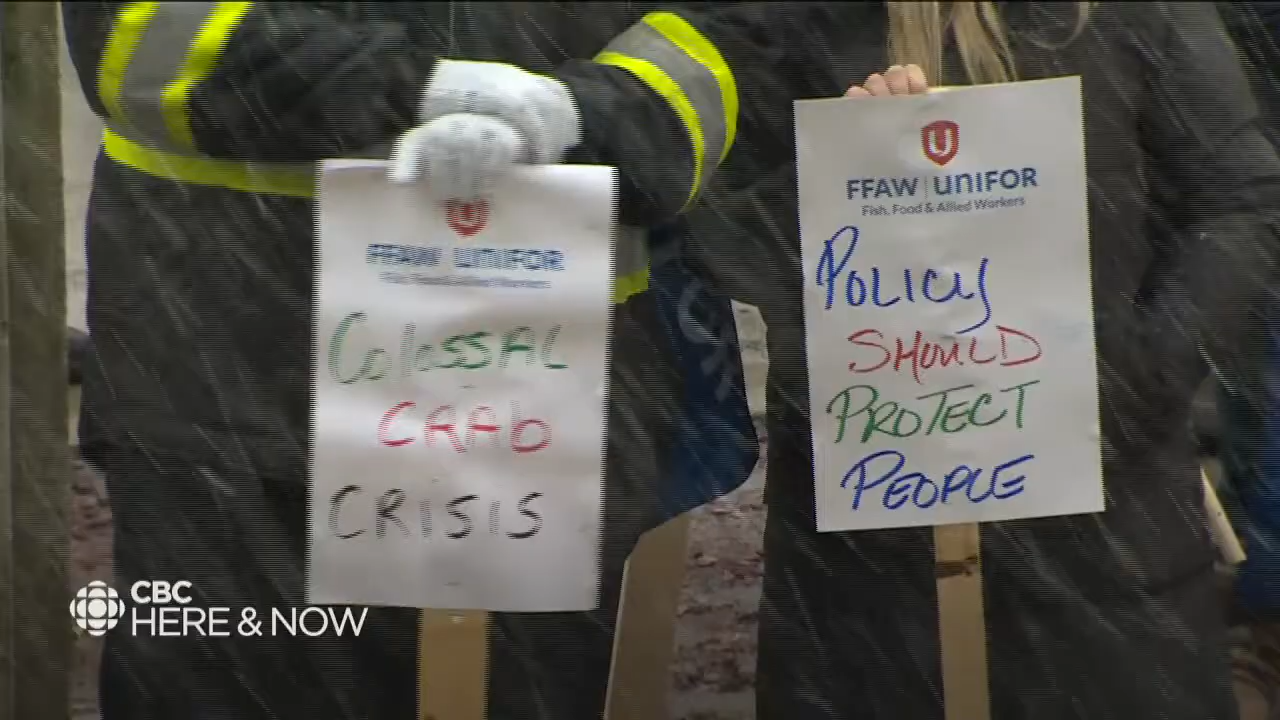 FFAW UNIFOR
Colossal
CRAb
CRISIS
FFAW | UNIFOR
Fish, Food & Allied Workers
POLICY
SHOULD
PROTECT
PEOPLE
CBC
HERE & NOW